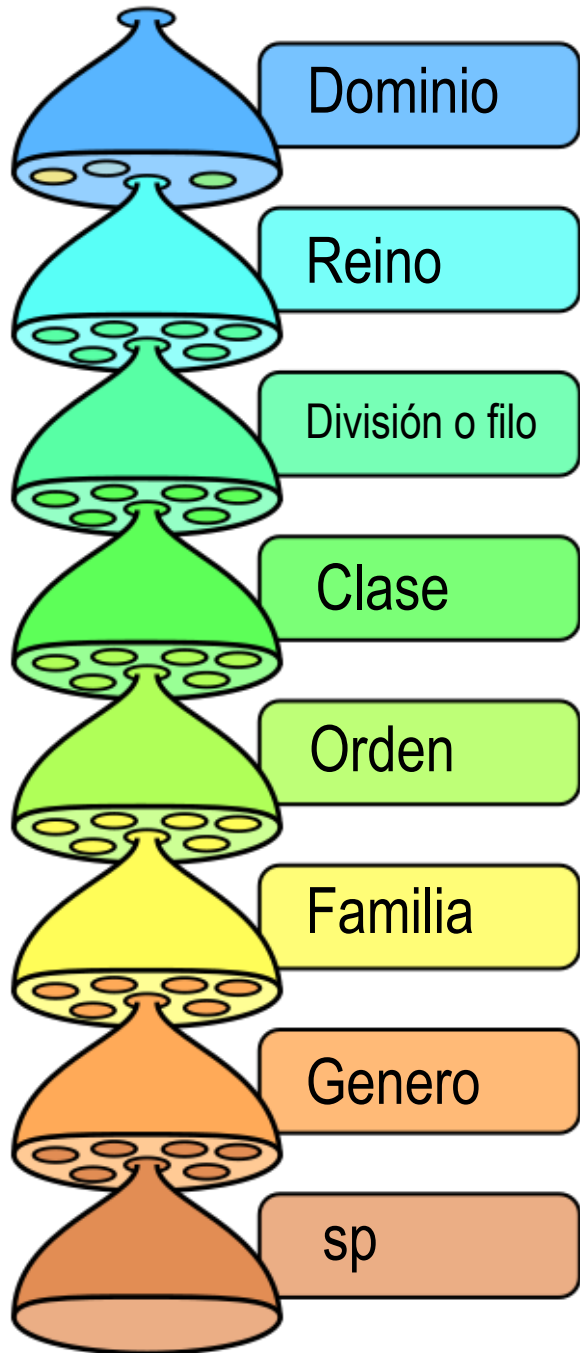 Dominio
Reino
División o filo
Clase
Orden
Familia
Genero
sp